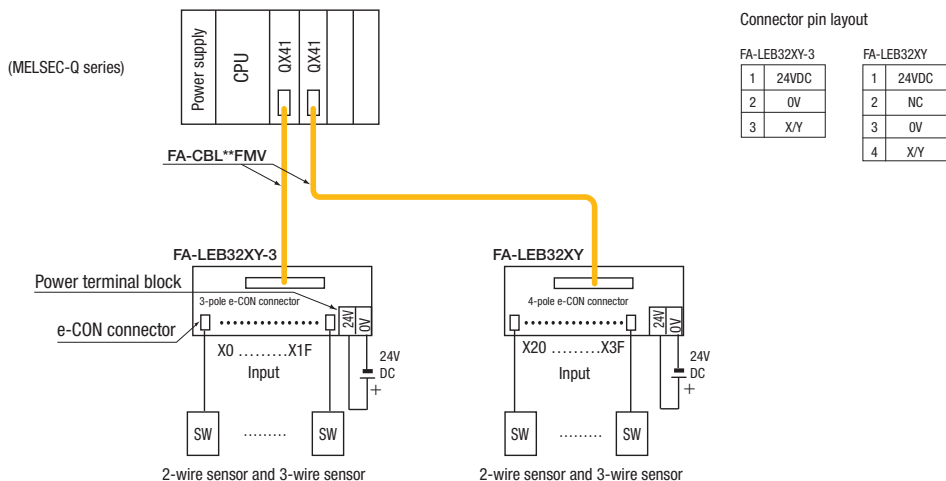 (MELSEC-Q series)
Power supply
CPU
QX41
QX41
FA-CBL**FMV
Connector pin layout
FA-LEB32XY-3
1 24VDC
2 0V
3 X/Y
FA-LEB32XY
1 24VDC
2 NC
3 0V
4 X/Y
FA-LEB32XY-3
Power terminal block
3-pole e-CON connector
24V
0V
e-CON connector
X0 .........X1F
Input
24V
DC
+
SW
.........
SW
2-wire sensor and 3-wire sensor
FA-LEB32XY
4-pole e-CON connector
24V
0V
X20 .........X3F
Input
24V
DC
+
SW
.........
SW
2-wire sensor and 3-wire sensor